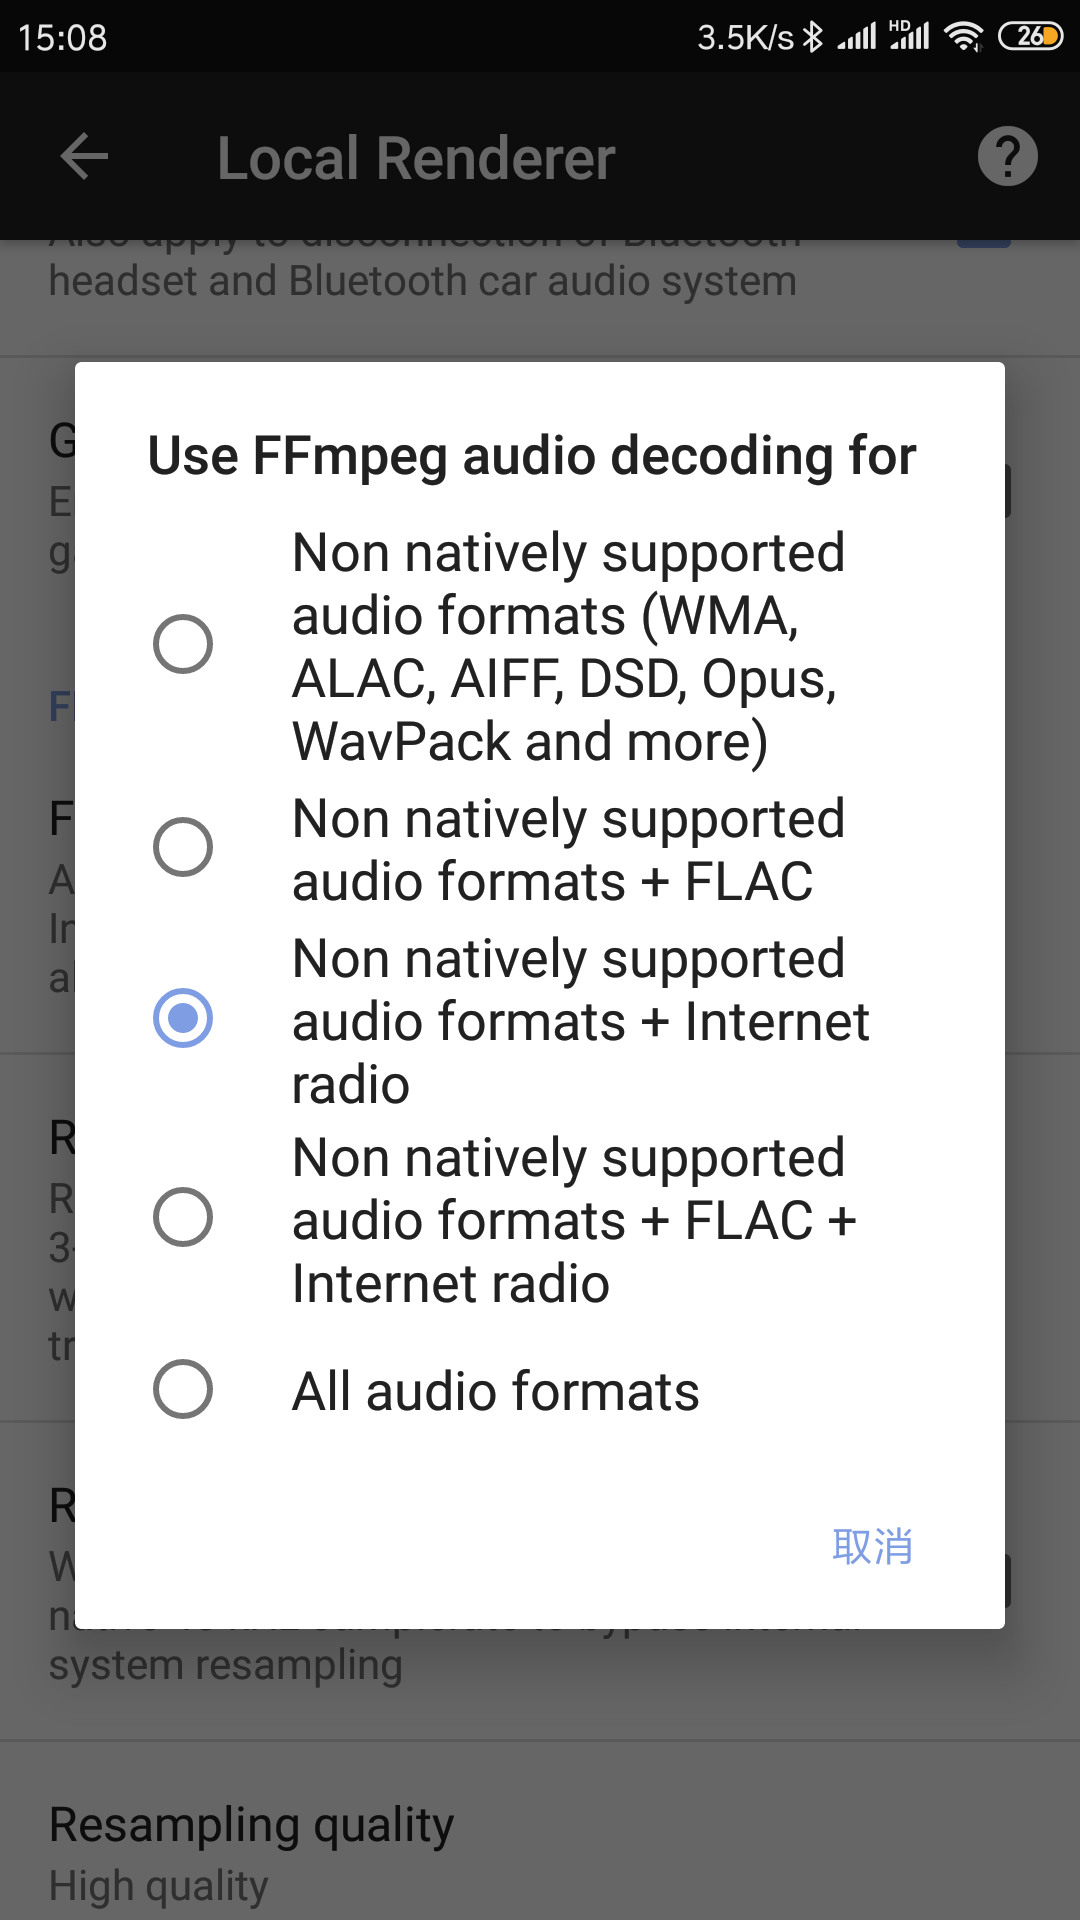 15:08
3.5K/s
HD
26
Local Renderer
?
headset and Bluetooth car audio system
Use FFmpeg audio decoding for
Non natively supported
audio formats (WMA,
ALAC, AIFF, DSD, Opus,
WavPack and more)
Non natively supported
audio formats + FLAC
Non natively supported
audio formats + Internet
radio
Non natively supported
audio formats + FLAC +
Internet radio
All audio formats
取消
system resampling
Resampling quality
High quality